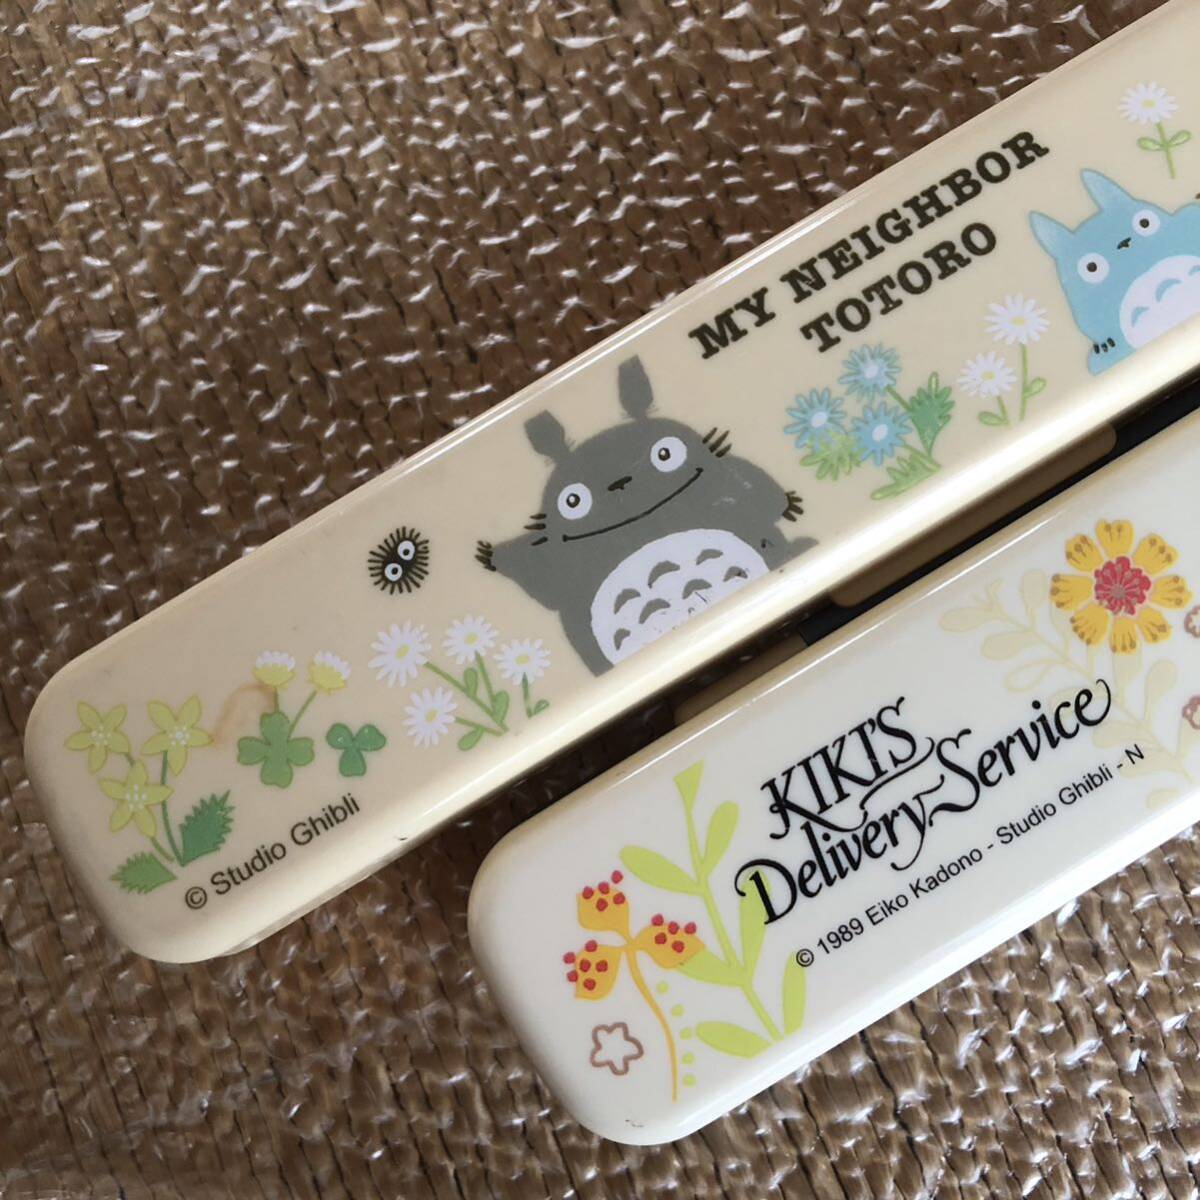 MY NEIGHBOR
TOTORO
© Studio Ghibli
KIKI'S
Delivery Service
© 1989 Eiko Kadono - Studio Ghibli - N